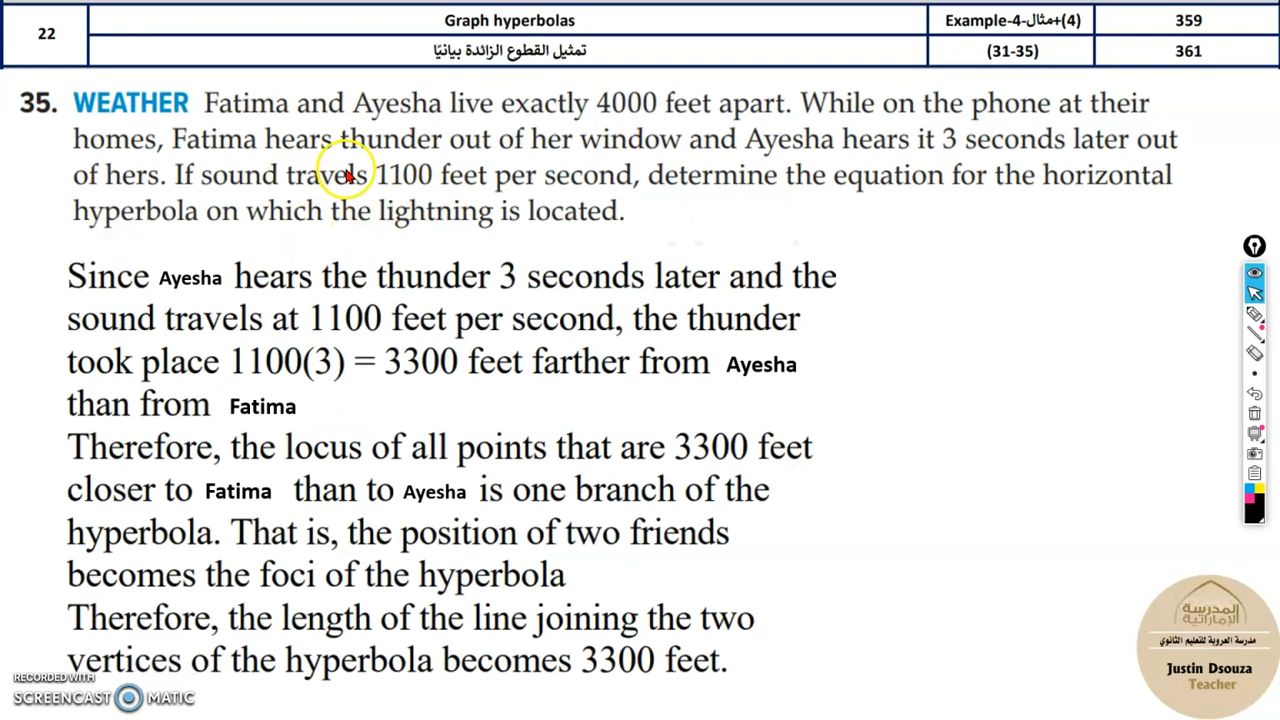 22
Graph hyperbolas
Example-4-مثال+(4)
359
تمثيل القطوع الزائدة بيانيًا
(31-35)
361
35. WEATHER Fatima and Ayesha live exactly 4000 feet apart. While on the phone at their
homes, Fatima hears thunder out of her window and Ayesha hears it 3 seconds later out
of hers. If sound travels 1100 feet per second, determine the equation for the horizontal
hyperbola on which the lightning is located.
Since Ayesha hears the thunder 3 seconds later and the
sound travels at 1100 feet per second, the thunder
took place 1100(3) = 3300 feet farther from Ayesha
than from Fatima
Therefore, the locus of all points that are 3300 feet
closer to Fatima than to Ayesha is one branch of the
hyperbola. That is, the position of two friends
becomes the foci of the hyperbola
Therefore, the length of the line joining the two
vertices of the hyperbola becomes 3300 feet.
RECORDED WITH
SCREENCAST MATIC
المدرسة
الإماراتية
مدرسة العروبة للتعليم الثانوي
Justin Dsouza
Teacher